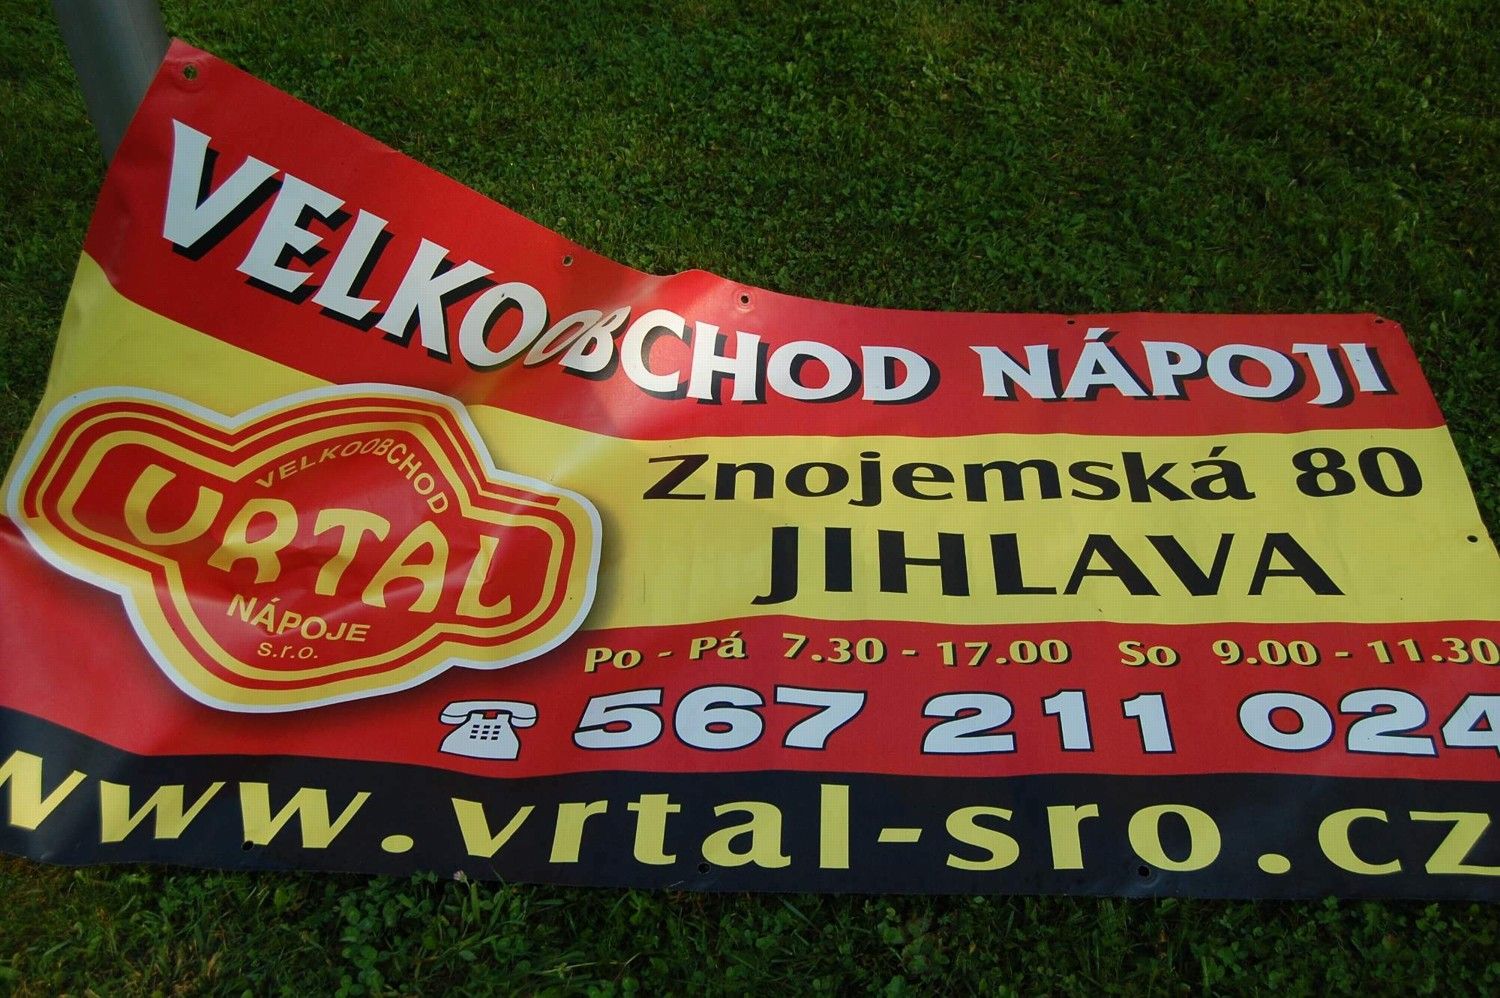 VELKOOBCHOD NÁPOJI
VELKOOBCHOD
VRTAL
NÁPOJE
s.r.o.
Znojemská 80
JIHLAVA
Po - Pá 7.30 - 17.00 So 9.00 - 11.30
567 211 024
www.vrtal-sro.cz